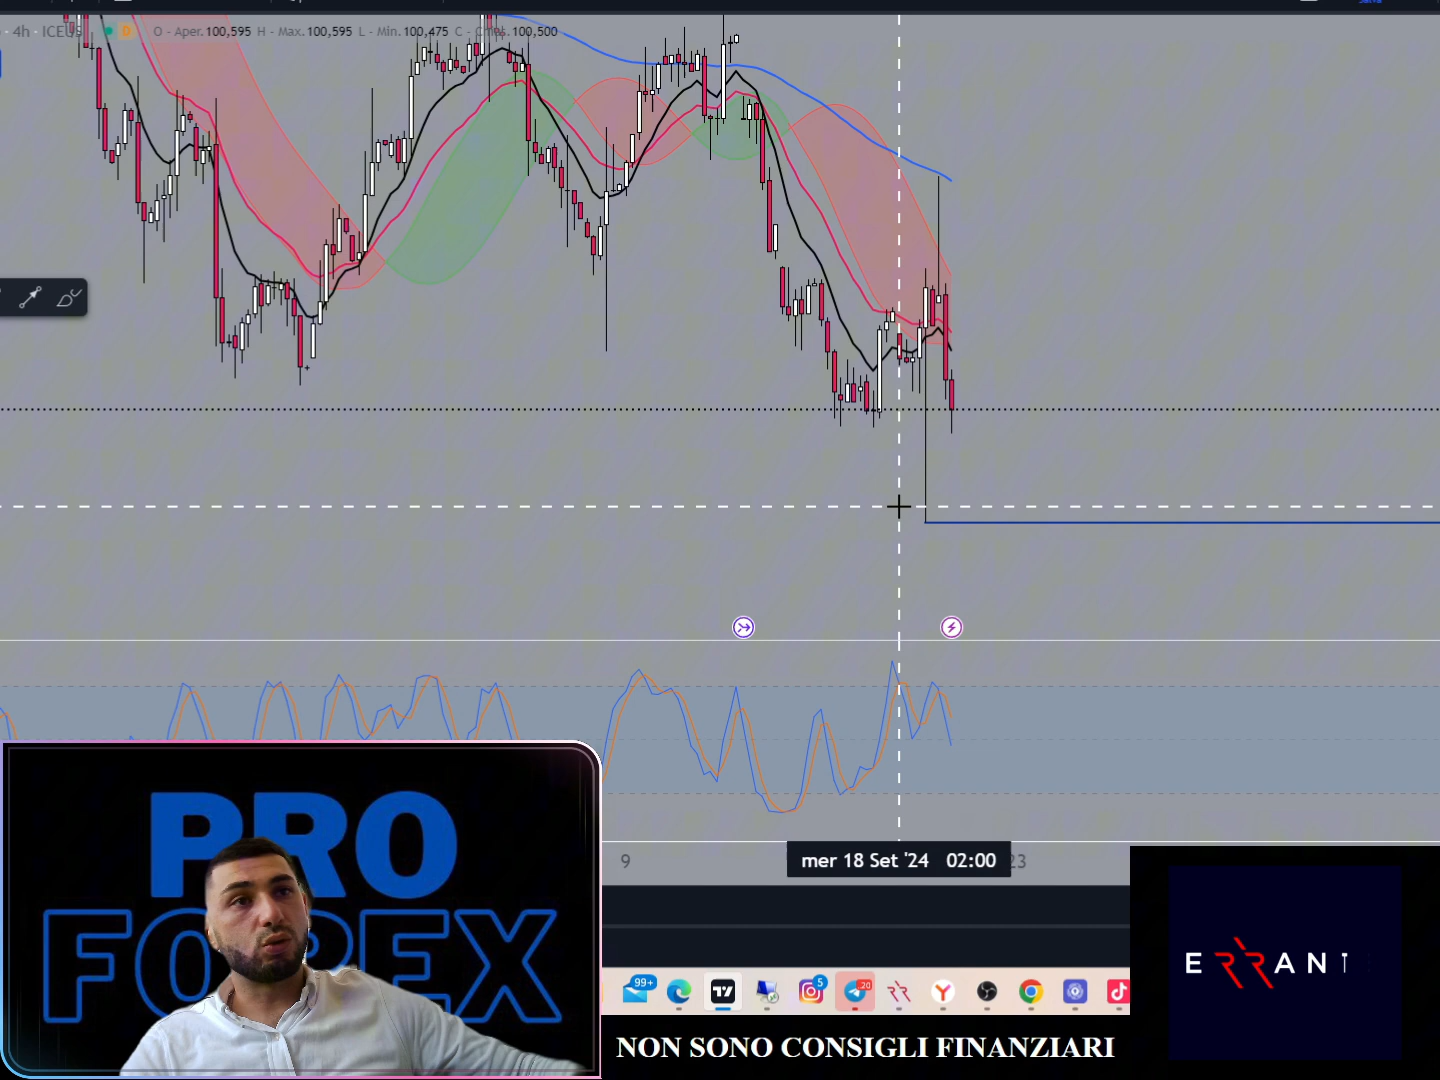 · 4h · ICEUS D O - Aper. 100,595 H - Max. 100,595 L - Min. 100,475 C - 100,500
9
mer 18 Set '24 02:00
23
PRO
FOREX
99+
5
20
ERRANT
NON SONO CONSIGLI FINANZIARI